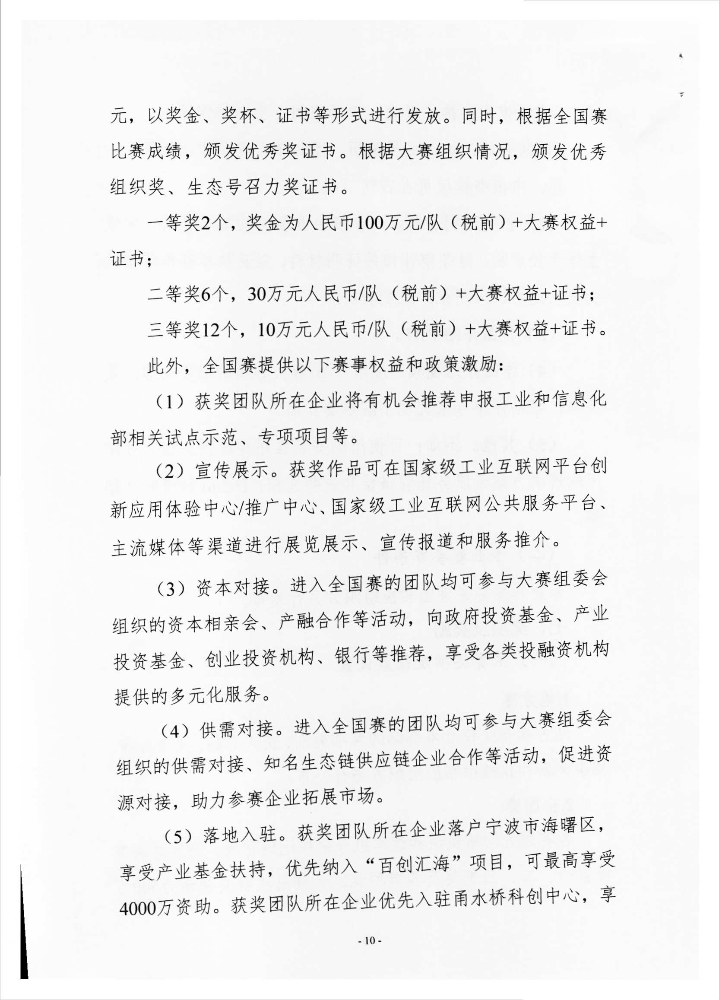 元，以奖金、奖杯、证书等形式进行发放。同时，根据全国赛
比赛成绩，颁发优秀奖证书。根据大赛组织情况，颁发优秀
组织奖、生态号召力奖证书。
一等奖2个，奖金为人民币100万元/队（税前）+大赛权益+
证书；
二等奖6个，30万元人民币/队（税前）+大赛权益+证书；
三等奖12个，10万元人民币/队（税前）+大赛权益+证书。
此外，全国赛提供以下赛事权益和政策激励：
（1）获奖团队所在企业将有机会推荐申报工业和信息化
部相关试点示范、专项项目等。
（2）宣传展示。获奖作品可在国家级工业互联网平台创
新应用体验中心/推广中心、国家级工业互联网公共服务平台、
主流媒体等渠道进行展览展示、宣传报道和服务推介。
（3）资本对接。进入全国赛的团队均可参与大赛组委会
组织的资本相亲会、产融合作等活动，向政府投资基金、产业
投资基金、创业投资机构、银行等推荐，享受各类投融资机构
提供的多元化服务。
（4）供需对接。进入全国赛的团队均可参与大赛组委会
组织的供需对接、知名生态链供应链企业合作等活动，促进资
源对接，助力参赛企业拓展市场。
（5）落地入驻。获奖团队所在企业落户宁波市海曙区，
享受产业基金扶持，优先纳入“百创汇海”项目，可最高享受
4000万资助。获奖团队所在企业优先入驻甬水桥科创中心，享
- 10 -